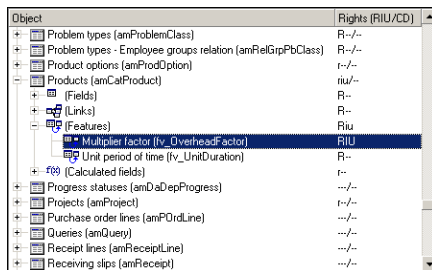 Object Rights (RIU/CD)
Problem types (amProblemClass) R--/--
Problem types - Employee groups relation (amRelGrpPbClass) R--/--
Product options (amProdOption) r--/--
Products (amCatProduct) riu/--
(Fields) R--
(Links) R--
(Features) Riu
Multiplier factor (fv_OverheadFactor) RIU
Unit period of time (fv_UnitDuration) R--
f(x) (Calculated fields) r--
Progress statuses (amDaDepProgress) ---/--
Projects (amProject) r--/--
Purchase order lines (amPOrdLine) ---/--
Queries (amQuery) ---/--
Receipt lines (amReceiptLine) ---/--
Receiving slips (amReceipt) ---/--